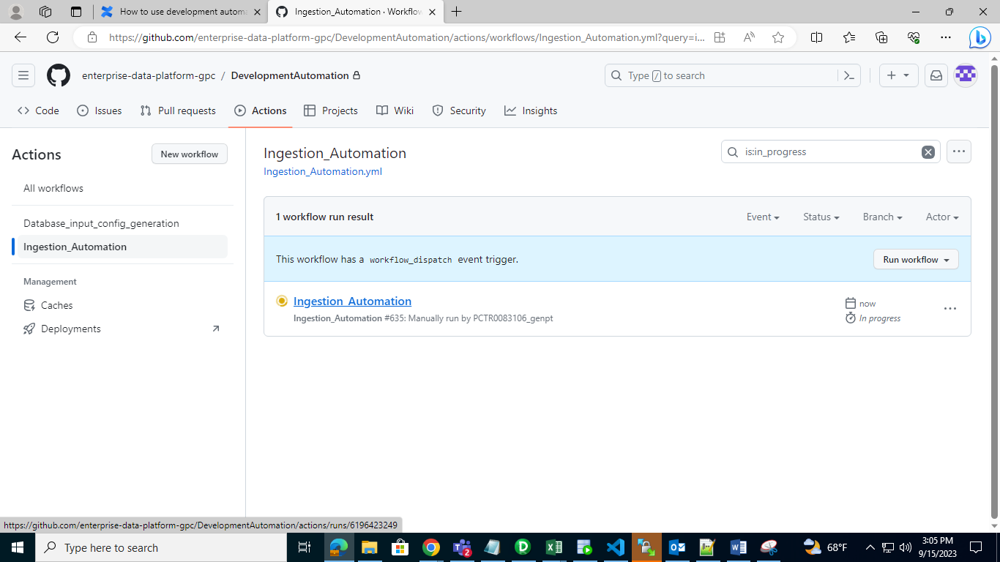 How to use development automa
Ingestion_Automation · Workflow
https://github.com/enterprise-data-platform-gpc/DevelopmentAutomation/actions/workflows/Ingestion_Automation.yml?query=i...
enterprise-data-platform-gpc / DevelopmentAutomation
Type / to search
Code Issues Pull requests Actions Projects Wiki Security Insights
Actions
New workflow
All workflows
Database_input_config_generation
Ingestion_Automation
Management
Caches
Deployments
Ingestion_Automation
Ingestion_Automation.yml
is:in_progress
1 workflow run result
Event Status Branch Actor
This workflow has a workflow_dispatch event trigger.
Run workflow
Ingestion_Automation
Ingestion_Automation #635: Manually run by PCTR0083106_genpt
now
In progress
https://github.com/enterprise-data-platform-gpc/DevelopmentAutomation/actions/runs/6196423249
Type here to search
2
68°F
3:05 PM
9/15/2023